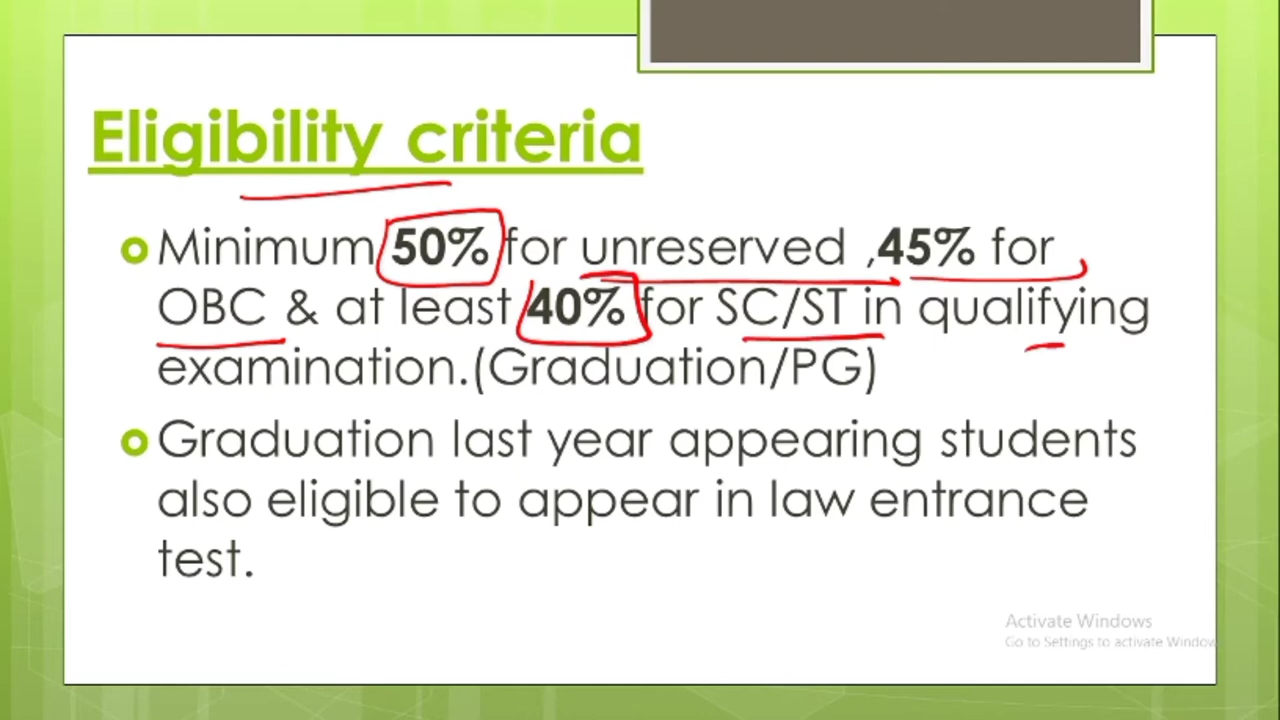 Eligibility criteria
Minimum 50% for unreserved ,45% for
OBC & at least 40% for SC/ST in qualifying
examination.(Graduation/PG)
Graduation last year appearing students
also eligible to appear in law entrance
test.
Activate Windows
Go to Settings to activate Window